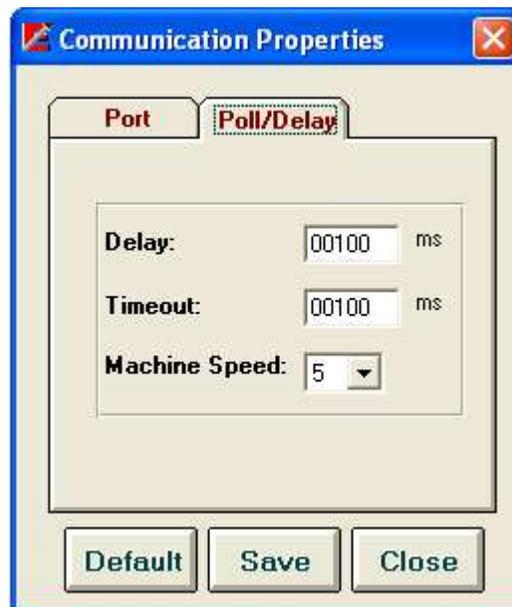 Communication Properties
Port
Poll/Delay
Delay: 00100 ms
Timeout: 00100 ms
Machine Speed: 5
Default Save Close